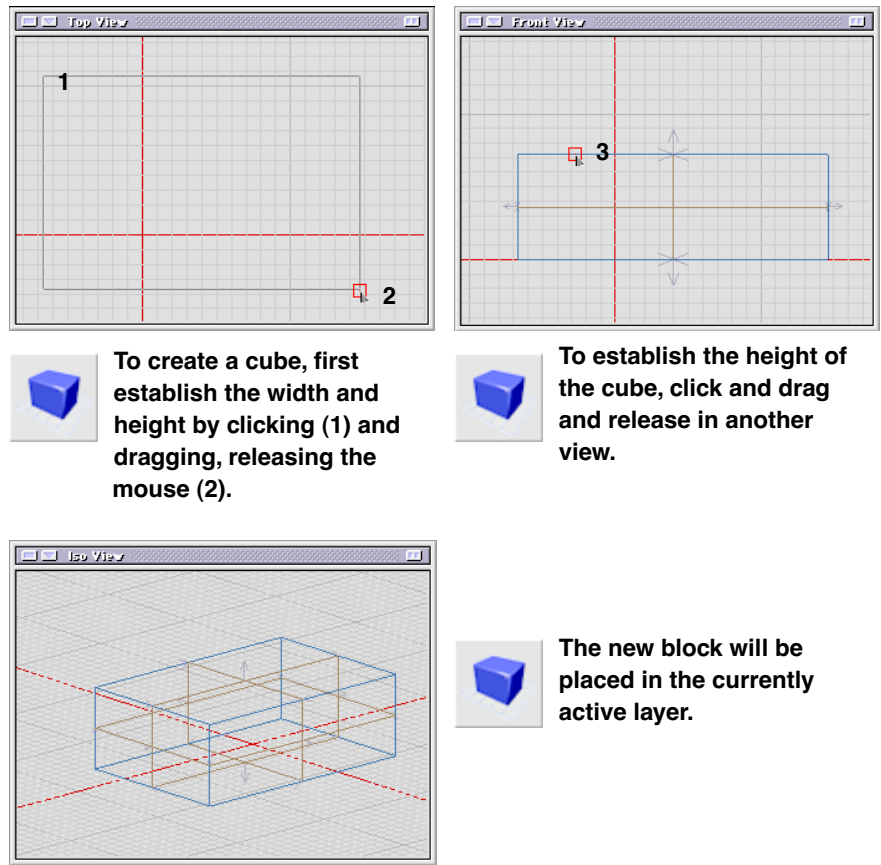 Top View
1
2
To create a cube, first
establish the width and
height by clicking (1) and
dragging, releasing the
mouse (2).
Front View
3
To establish the height of
the cube, click and drag
and release in another
view.
Iso View
The new block will be
placed in the currently
active layer.